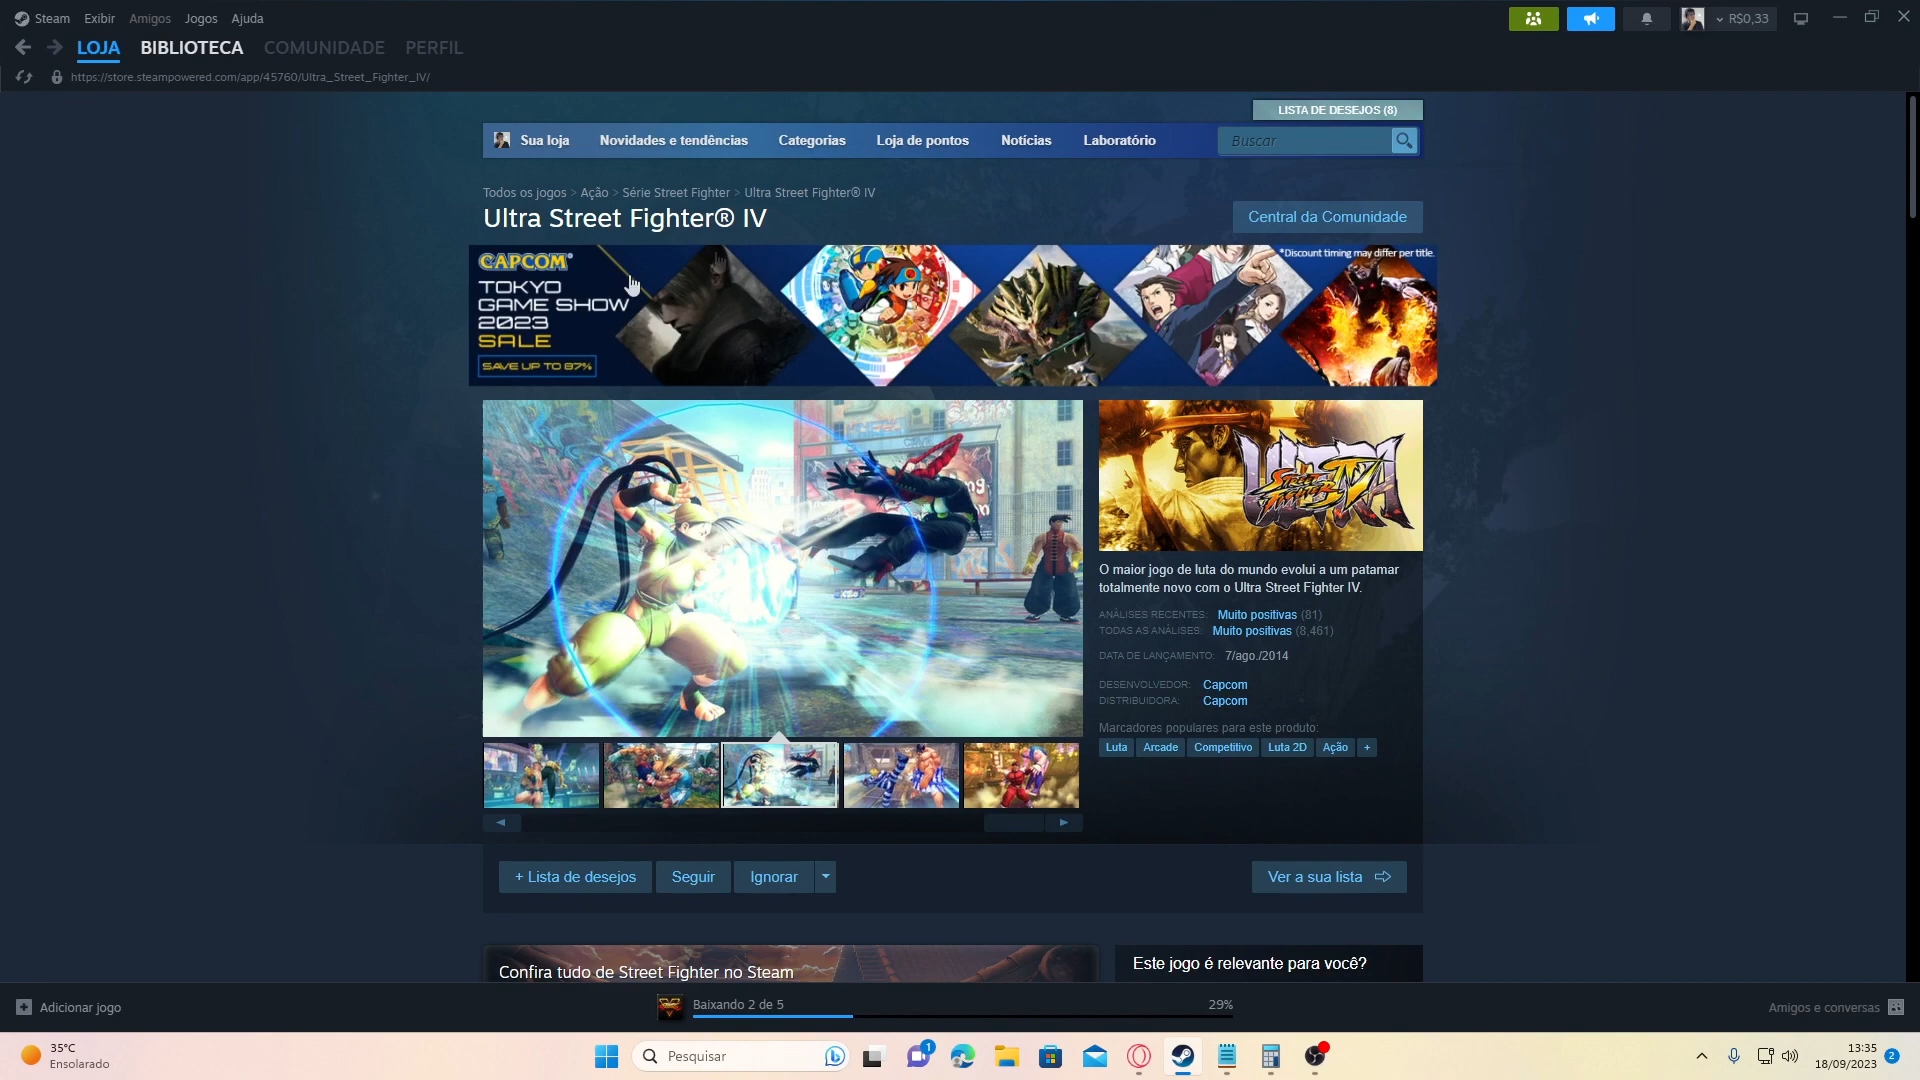 Steam Exibir Amigos Jogos Ajuda
R$0,33
LOJA BIBLIOTECA COMUNIDADE PERFIL
https://store.steampowered.com/app/45760/Ultra_Street_Fighter_IV/
LISTA DE DESEJOS (8)
Sua loja Novidades e tendências Categorias Loja de pontos Notícias Laboratório Buscar
Todos os jogos > Ação > Série Street Fighter > Ultra Street Fighter® IV
Ultra Street Fighter® IV
Central da Comunidade
CAPCOM®
*Discount timing may differ per title.
TOKYO
GAME SHOW
2023
SALE
SAVE UP TO 87%
ULTRA
STREET
FIGHTER IV
O maior jogo de luta do mundo evolui a um patamar
totalmente novo com o Ultra Street Fighter IV.
ANÁLISES RECENTES: Muito positivas (81)
TODAS AS ANÁLISES: Muito positivas (8,461)
DATA DE LANÇAMENTO: 7/ago./2014
DESENVOLVEDOR: Capcom
DISTRIBUIDORA: Capcom
Marcadores populares para este produto:
Luta Arcade Competitivo Luta 2D Ação +
+ Lista de desejos Seguir Ignorar Ver a sua lista
Confira tudo de Street Fighter no Steam
Este jogo é relevante para você?
Adicionar jogo
Baixando 2 de 5 29%
Amigos e conversas
35°C
Ensolarado
Pesquisar
1
13:35
18/09/2023
2